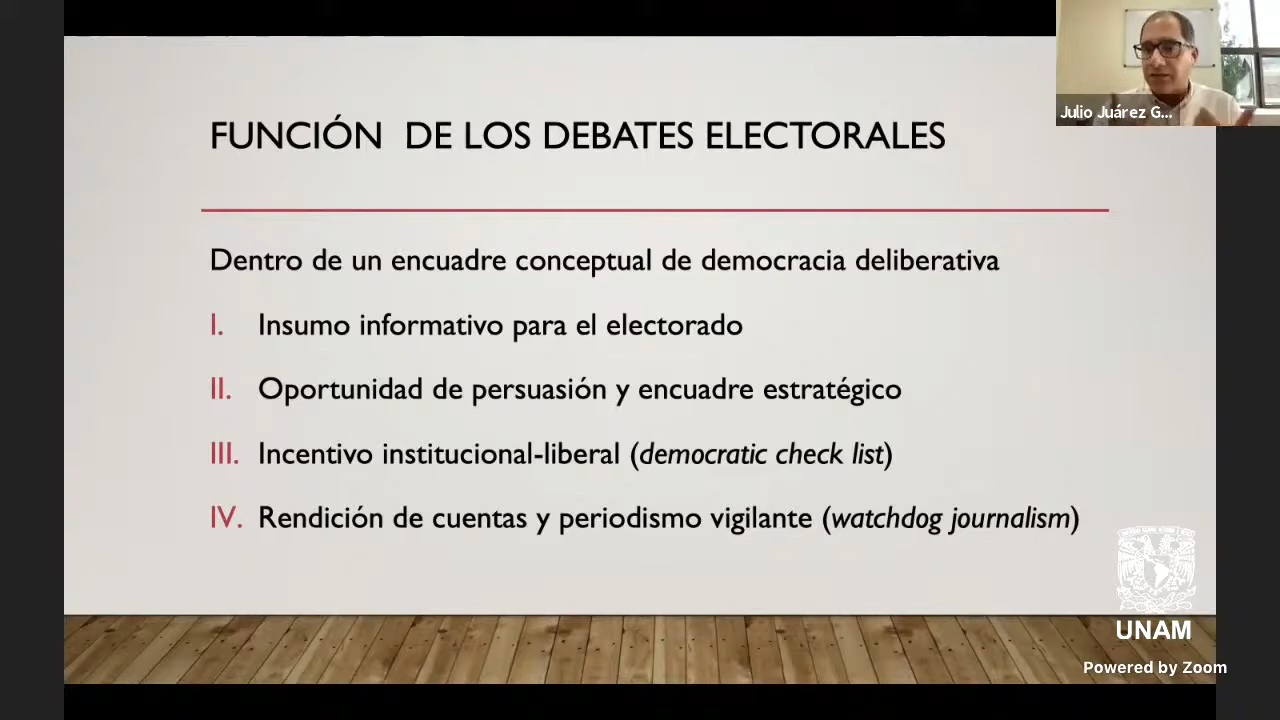 Julio Juárez G...
FUNCIÓN DE LOS DEBATES ELECTORALES
Dentro de un encuadre conceptual de democracia deliberativa
I. Insumo informativo para el electorado
II. Oportunidad de persuasión y encuadre estratégico
III. Incentivo institucional-liberal (democratic check list)
IV. Rendición de cuentas y periodismo vigilante (watchdog journalism)
UNAM
Powered by Zoom